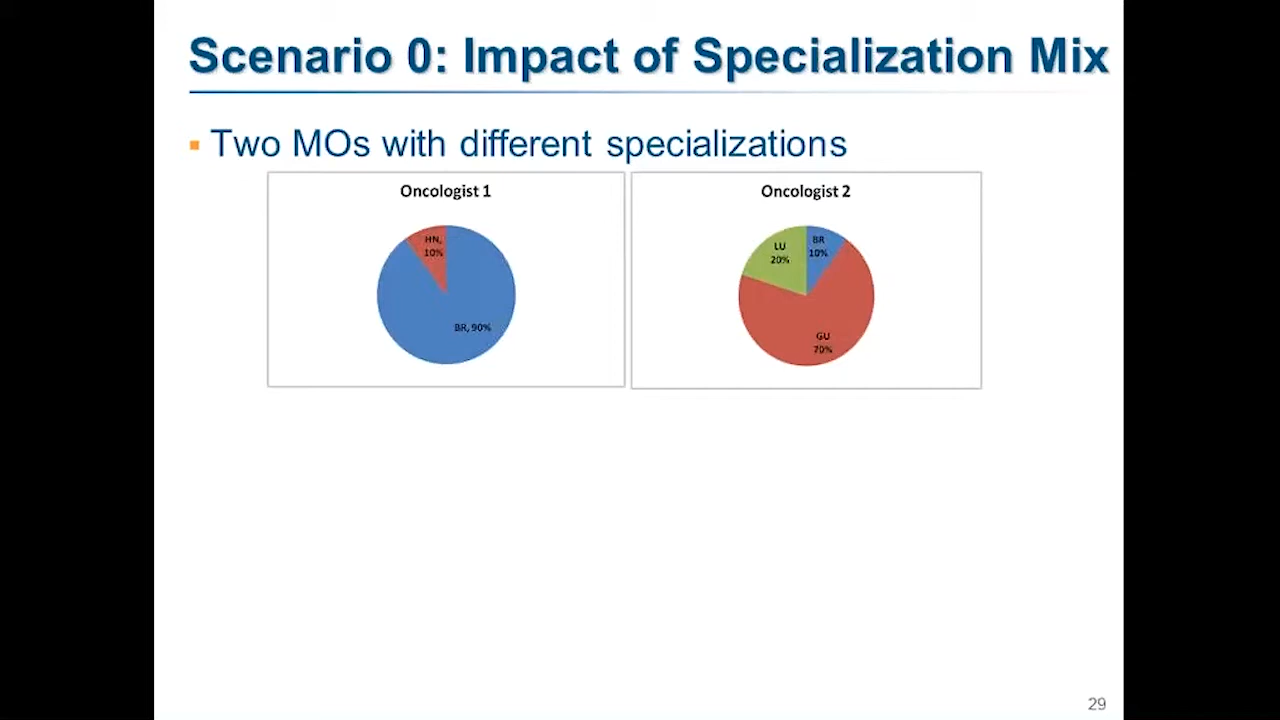 Scenario 0: Impact of Specialization Mix
Two MOs with different specializations
Oncologist 1
HN,
10%
BR, 90%
Oncologist 2
LU
20%
BR
10%
GU
70%
29